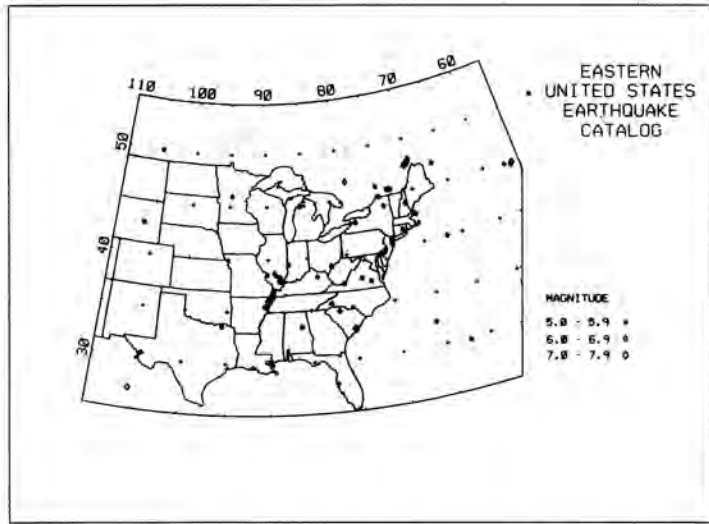 EASTERN
UNITED STATES
EARTHQUAKE
CATALOG
110 100 90 80 70 60
50
40
30
MAGNITUDE
5.0 - 5.9
6.0 - 6.9
7.0 - 7.9